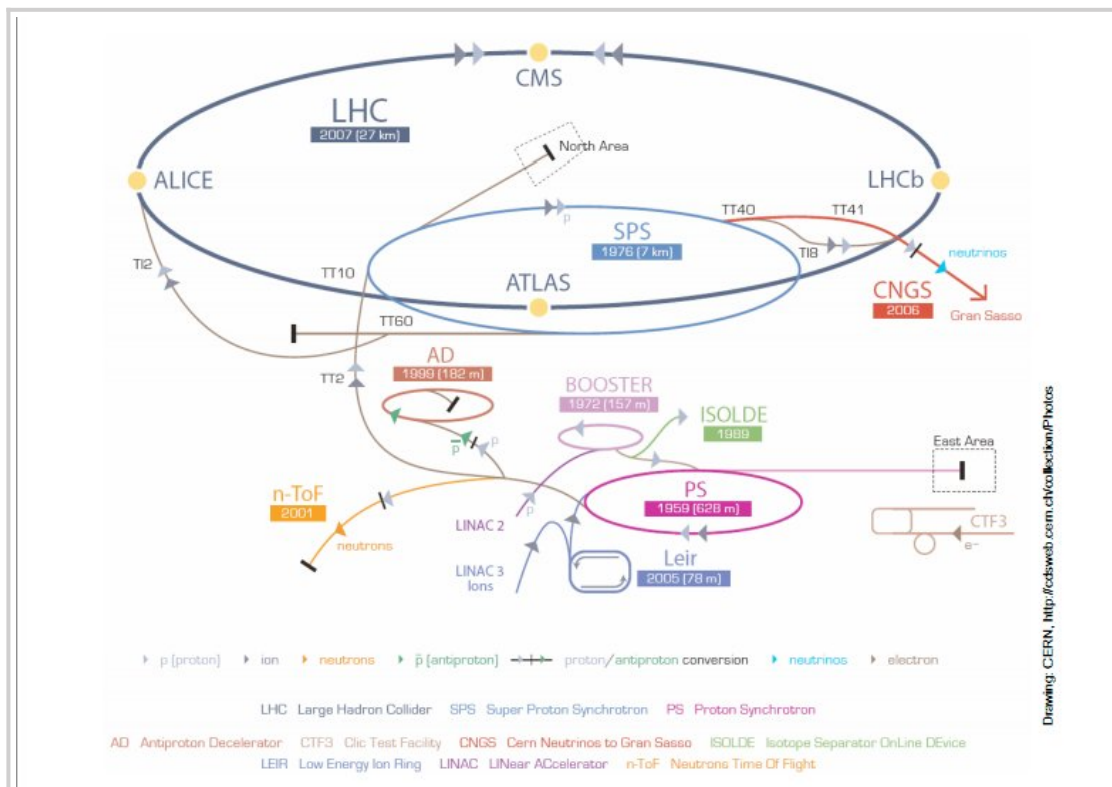 CMS
LHC
2007 (27 km)
North Area
ALICE
LHCb
TT40
TT41
p
SPS
1976 (7 km)
TI8
neutrinos
TI2
TT10
ATLAS
CNGS
2006
Gran Sasso
TT60
AD
1999 (182 m)
TT2
BOOSTER
1972 (157 m)
ISOLDE
1989
p̄
p
East Area
n-ToF
2001
LINAC 2
p
PS
1959 (628 m)
CTF3
e-
neutrons
LINAC 3
Ions
Leir
2005 (78 m)
p (proton) ion neutrons p̄ (antiproton) proton/antiproton conversion neutrinos electron
LHC Large Hadron Collider SPS Super Proton Synchrotron PS Proton Synchrotron
AD Antiproton Decelerator CTF3 Clic Test Facility CNGS Cern Neutrinos to Gran Sasso ISOLDE Isotope Separator OnLine DEvice
LEIR Low Energy Ion Ring LINAC LINear ACcelerator n-ToF Neutrons Time Of Flight
Drawing: CERN, http://cdsweb.cern.ch/collection/Photos